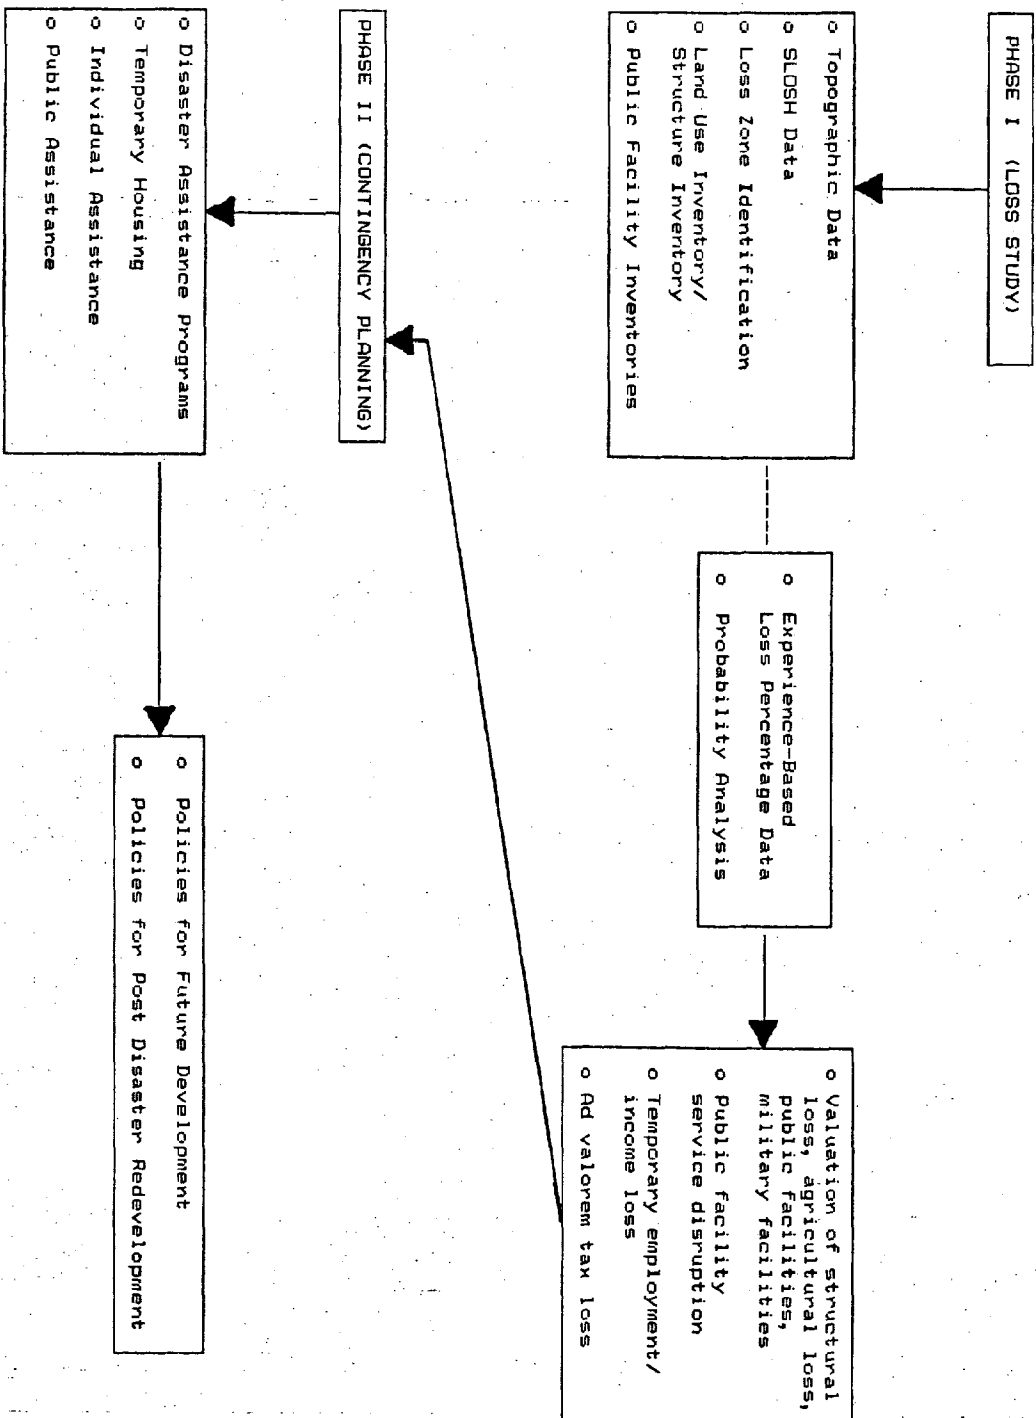 PHASE I (LOSS STUDY)
o Topographic Data
o SLOSH Data
o Loss Zone Identification
o Land Use Inventory/
Structure Inventory
o Public Facility Inventories
o Experience-Based
Loss Percentage Data
o Probability Analysis
o Valuation of structural
loss, agricultural loss,
public facilities,
military facilities
o Public facility
service disruption
o Temporary employment/
income loss
o Ad valorem tax loss
PHASE II (CONTINGENCY PLANNING)
o Disaster Assistance Programs
o Temporary Housing
o Individual Assistance
o Public Assistance
o Policies for Future Development
o Policies for Post Disaster Redevelopment